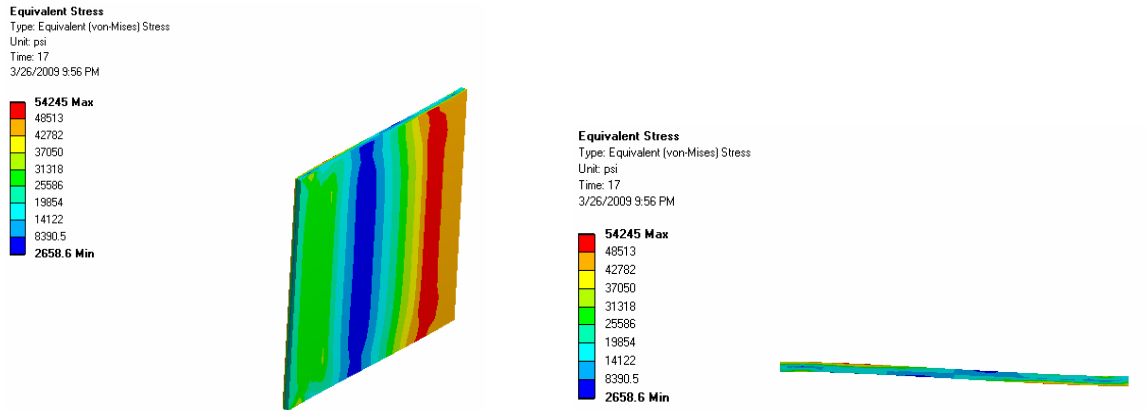 Equivalent Stress
Type: Equivalent (von-Mises) Stress
Unit: psi
Time: 17
3/26/2009 9:56 PM
54245 Max
48513
42782
37050
31318
25586
19854
14122
8390.5
2658.6 Min
Equivalent Stress
Type: Equivalent (von-Mises) Stress
Unit: psi
Time: 17
3/26/2009 9:56 PM
54245 Max
48513
42782
37050
31318
25586
19854
14122
8390.5
2658.6 Min